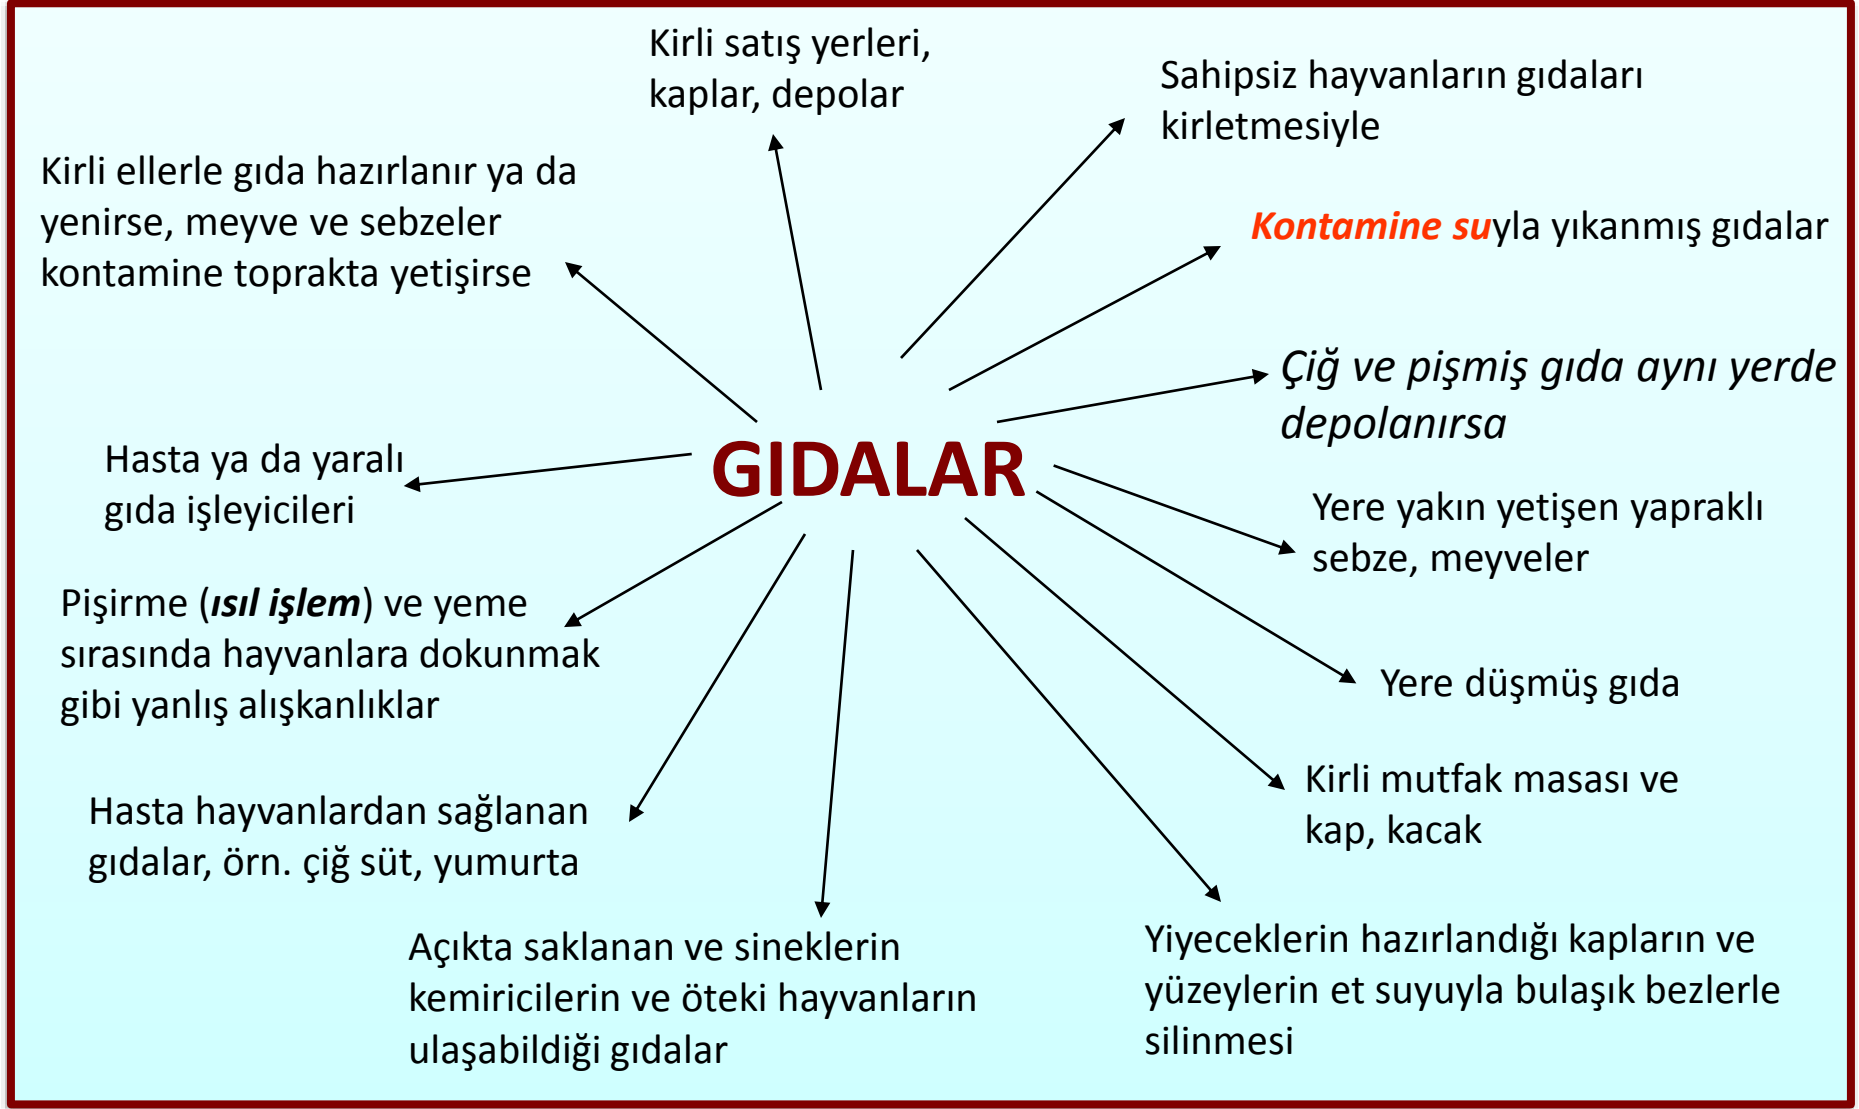 Kirli satış yerleri,
kaplar, depolar
Sahipsiz hayvanların gıdaları
kirletmesiyle
Kirli ellerle gıda hazırlanır ya da
yenirse, meyve ve sebzeler
kontamine toprakta yetişirse
Kontamine suyla yıkanmış gıdalar
Çiğ ve pişmiş gıda aynı yerde
depolanırsa
GIDALAR
Hasta ya da yaralı
gıda işleyicileri
Yere yakın yetişen yapraklı
sebze, meyveler
Pişirme (ısıl işlem) ve yeme
sırasında hayvanlara dokunmak
gibi yanlış alışkanlıklar
Yere düşmüş gıda
Kirli mutfak masası ve
kap, kacak
Hasta hayvanlardan sağlanan
gıdalar, örn. çiğ süt, yumurta
Açıkta saklanan ve sineklerin
kemiricilerin ve öteki hayvanların
ulaşabildiği gıdalar
Yiyeceklerin hazırlandığı kapların ve
yüzeylerin et suyuyla bulaşık bezlerle
silinmesi